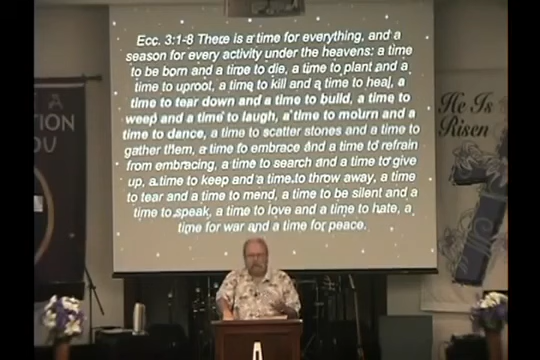 Ecc. 3:1-8 There is a time for everything, and a
season for every activity under the heavens: a time
to be born and a time to die, a time to plant and a
time to uproot, a time to kill and a time to heal, a
time to tear down and a time to build, a time to
weep and a time to laugh, a time to mourn and a
time to dance, a time to scatter stones and a time to
gather them, a time to embrace and a time to refrain
from embracing, a time to search and a time to give
up, a time to keep and a time to throw away, a time
to tear and a time to mend, a time to be silent and a
time to speak, a time to love and a time to hate, a
time for war and a time for peace.
He Is
Risen